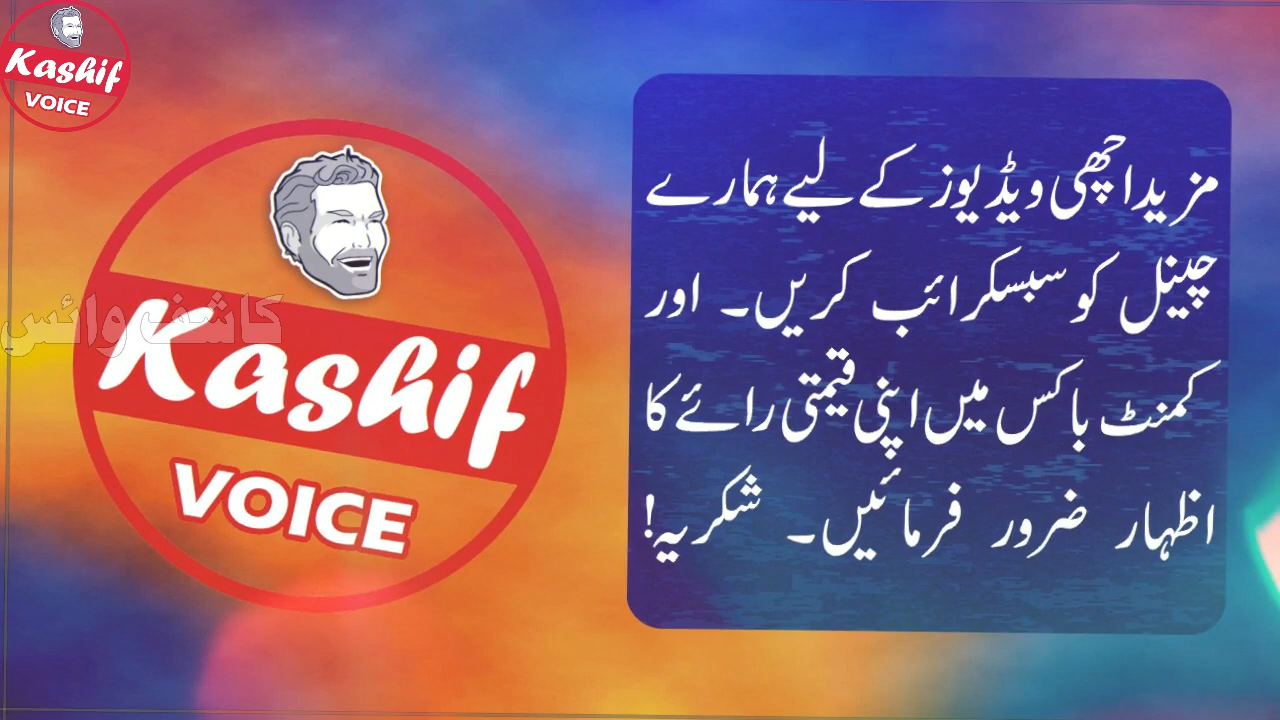 Kashif
VOICE
کاشف وائس
Kashif
VOICE
مزید اچھی ویڈیوز کے لیے ہمارے
چینل کو سبسکرائب کریں۔ اور
کمنٹ باکس میں اپنی قیمتی رائے کا
اظہار ضرور فرمائیں۔ شکریہ!